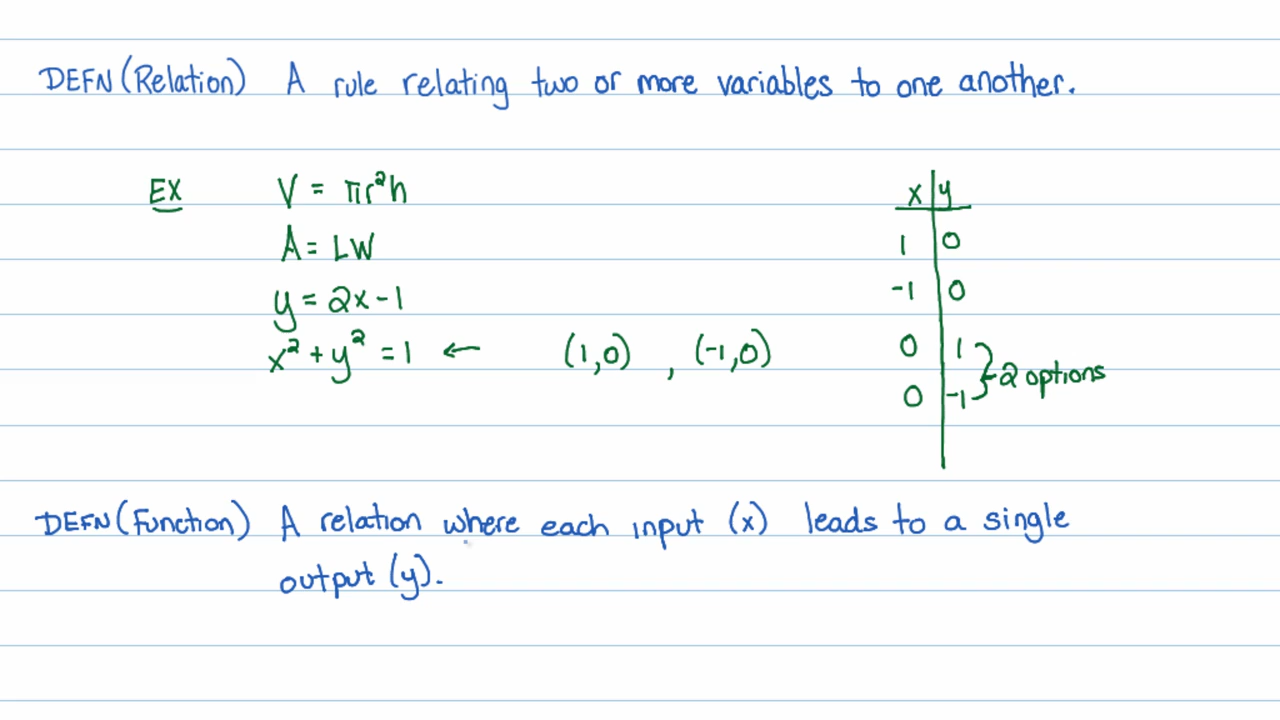 DEFN (Relation) A rule relating two or more variables to one another.
EX V = πr²h
A = LW
y = 2x - 1
x² + y² = 1 ← (1,0) , (-1,0)
x y
1 0
-1 0
0 1
0 -1
} 2 options
DEFN (Function) A relation where each input (x) leads to a single
output (y).